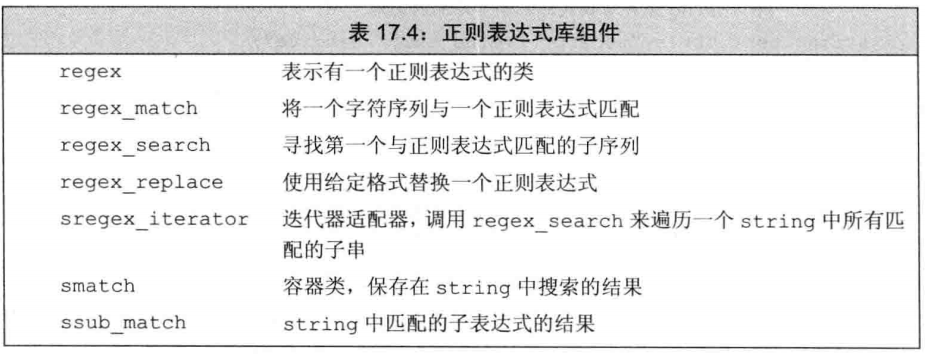 表 17.4：正则表达式库组件
regex 表示有一个正则表达式的类
regex_match 将一个字符序列与一个正则表达式匹配
regex_search 寻找第一个与正则表达式匹配的子序列
regex_replace 使用给定格式替换一个正则表达式
sregex_iterator 迭代器适配器，调用 regex_search 来遍历一个 string 中所有匹
配的子串
smatch 容器类，保存在 string 中搜索的结果
ssub_match string 中匹配的子表达式的结果